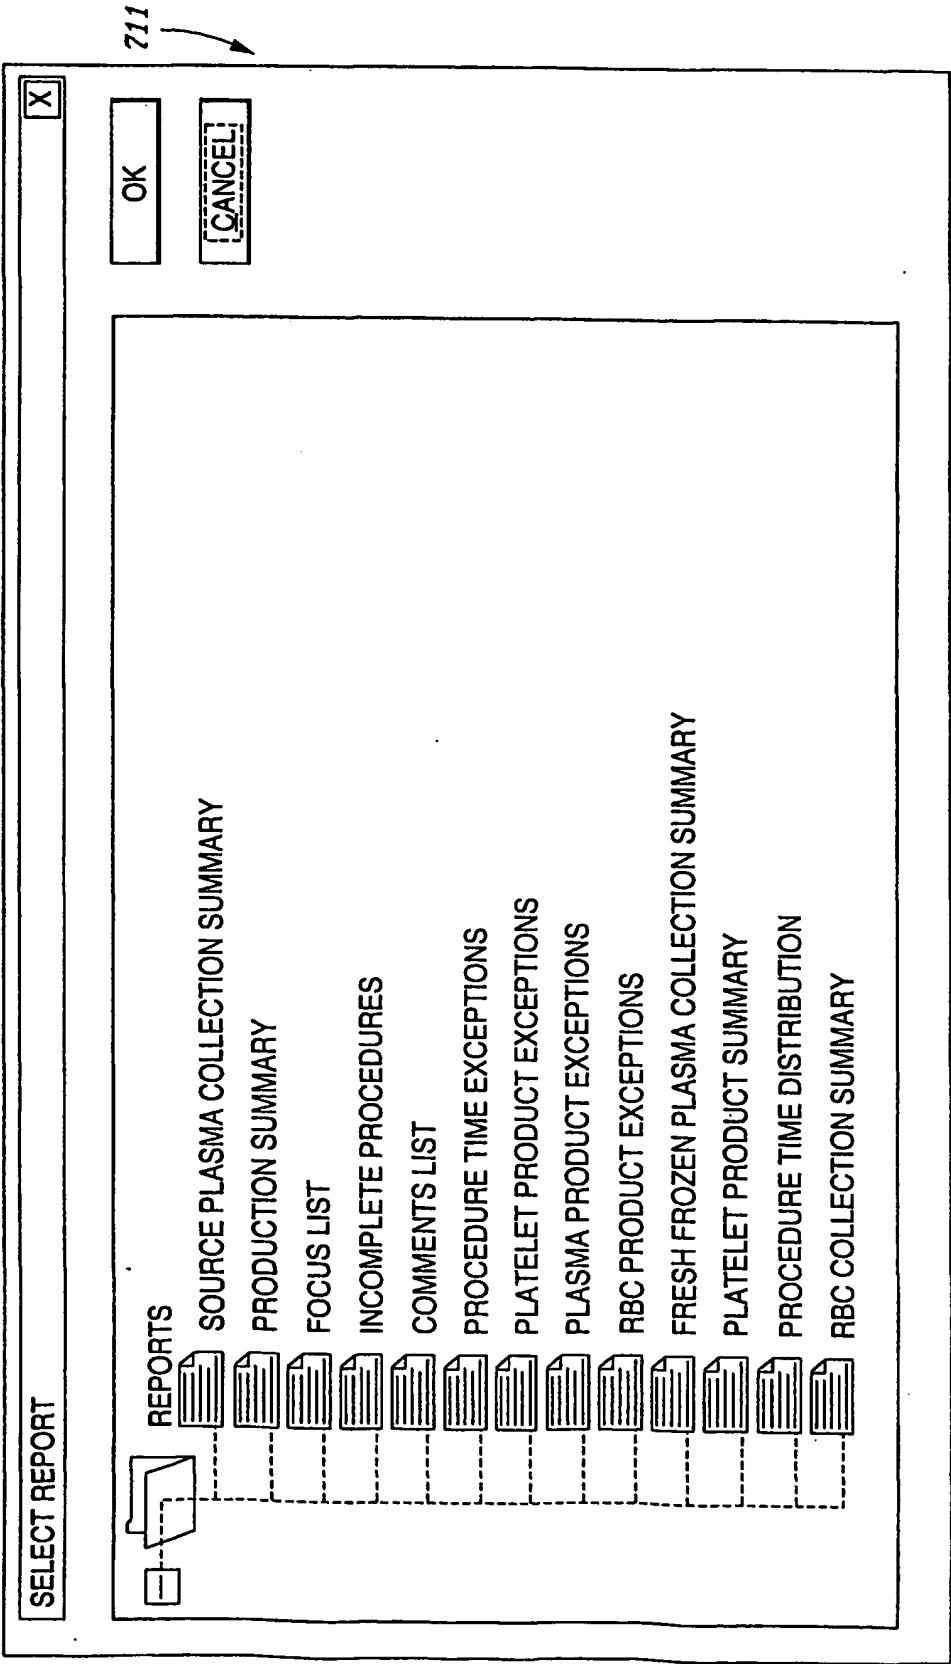 711
SELECT REPORT
X
OK
CANCEL
REPORTS
SOURCE PLASMA COLLECTION SUMMARY
PRODUCTION SUMMARY
FOCUS LIST
INCOMPLETE PROCEDURES
COMMENTS LIST
PROCEDURE TIME EXCEPTIONS
PLATELET PRODUCT EXCEPTIONS
PLASMA PRODUCT EXCEPTIONS
RBC PRODUCT EXCEPTIONS
FRESH FROZEN PLASMA COLLECTION SUMMARY
PLATELET PRODUCT SUMMARY
PROCEDURE TIME DISTRIBUTION
RBC COLLECTION SUMMARY